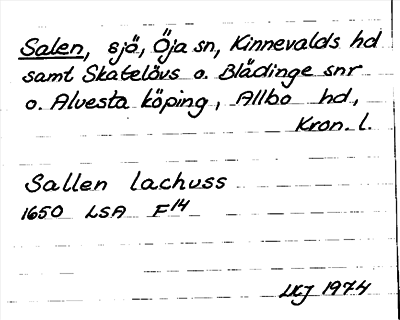 Salen, sjö, Öja sn, Kinnevalds hd
samt Skatelövs o. Blädinge snr
o. Alvesta köping, Allbo hd,
Kron. l.
Sallen lachuss
1650 LSA F14
LKJ 1974